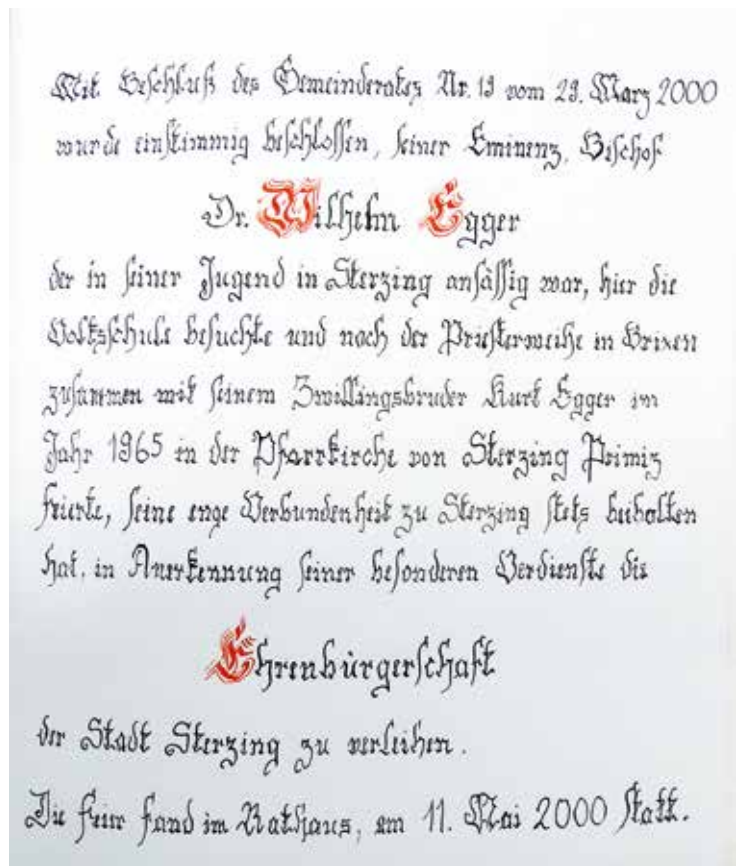 Mit Beschluß des Gemeinderates Nr. 19 vom 29. März 2000
wurde einstimmig beschlossen, seiner Eminenz, Bischof
Dr. Wilhelm Egger
der in seiner Jugend in Sterzing ansässig war, hier die
Volksschule besuchte und nach der Priesterweihe in Brixen
zusammen mit seinem Zwillingsbruder Kurt Egger im
Jahr 1965 in der Pfarrkirche von Sterzing Primiz
feierte, seine enge Verbundenheit zu Sterzing stets beibehalten
hat, in Anerkennung seiner besonderen Verdienste die
Ehrenbürgerschaft
der Stadt Sterzing zu verleihen.
Die Feier fand im Rathaus, am 11. Mai 2000 statt.